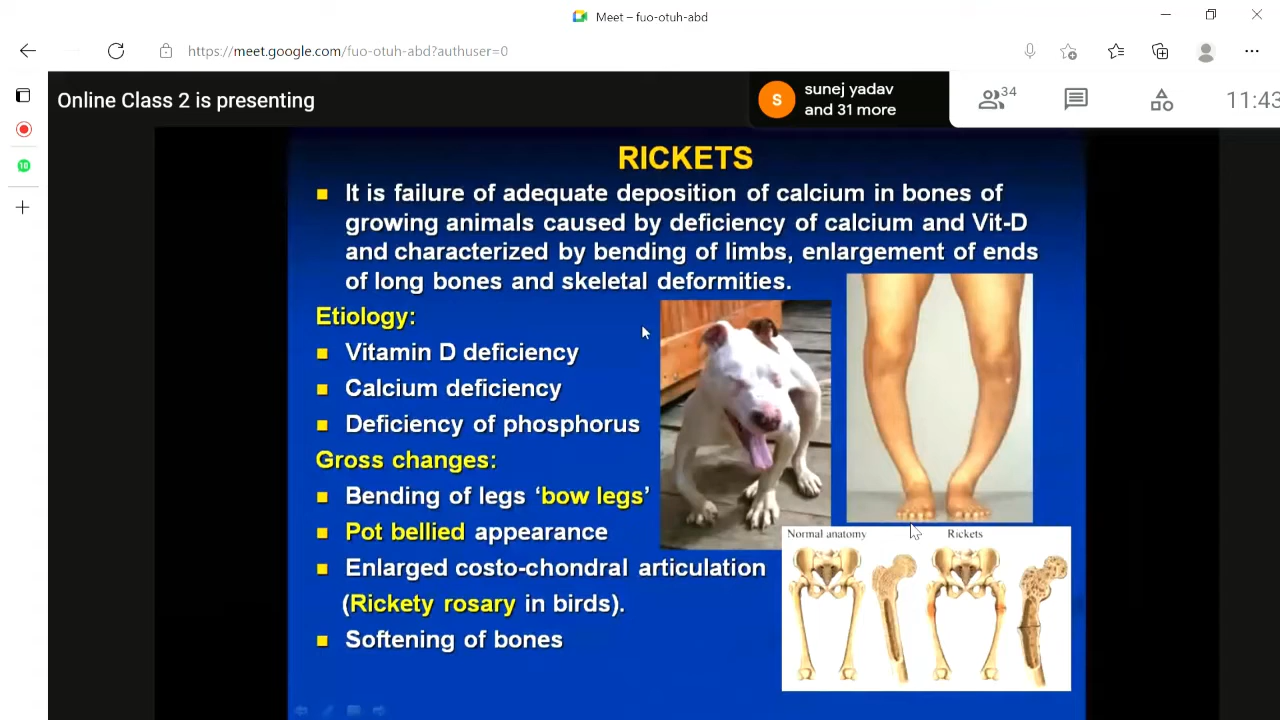 Meet – fuo-otuh-abd
https://meet.google.com/fuo-otuh-abd?authuser=0
Online Class 2 is presenting
S
sunej yadav
and 31 more
34
11:43
10
RICKETS
It is failure of adequate deposition of calcium in bones of
growing animals caused by deficiency of calcium and Vit-D
and characterized by bending of limbs, enlargement of ends
of long bones and skeletal deformities.
Etiology:
Vitamin D deficiency
Calcium deficiency
Deficiency of phosphorus
Gross changes:
Bending of legs ‘bow legs’
Pot bellied appearance
Enlarged costo-chondral articulation
(Rickety rosary in birds).
Softening of bones
Normal anatomy
Rickets